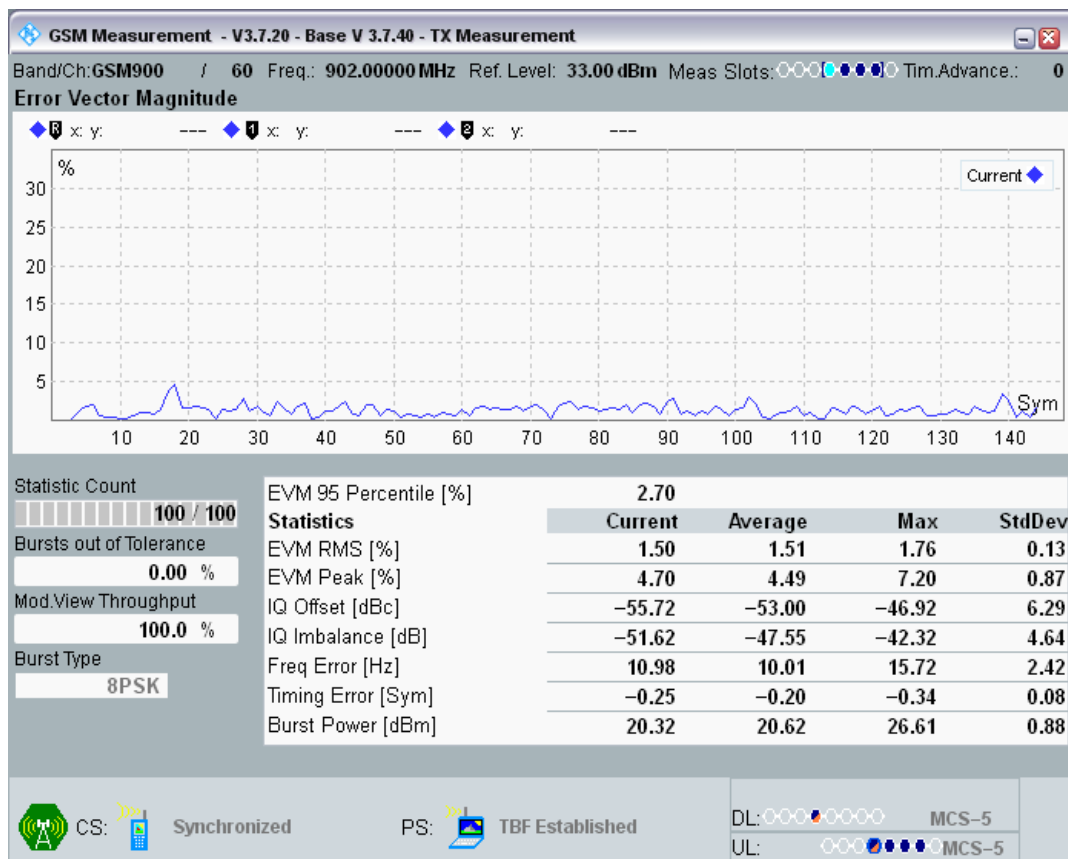 GSM Measurement - V3.7.20 - Base V 3.7.40 - TX Measurement
Band/Ch:GSM900 / 60 Freq.: 902.00000 MHz Ref. Level: 33.00 dBm Meas Slots: Tim.Advance.: 0
Error Vector Magnitude
R x: y: --- 1 x: y: --- 2 x: y: ---
%
Current
30
25
20
15
10
5
Sym
10 20 30 40 50 60 70 80 90 100 110 120 130 140
Statistic Count
100 / 100
Bursts out of Tolerance
0.00 %
Mod.View Throughput
100.0 %
Burst Type
8PSK
EVM 95 Percentile [%] 2.70
Statistics Current Average Max StdDev
EVM RMS [%] 1.50 1.51 1.76 0.13
EVM Peak [%] 4.70 4.49 7.20 0.87
IQ Offset [dBc] −55.72 −53.00 −46.92 6.29
IQ Imbalance [dB] −51.62 −47.55 −42.32 4.64
Freq Error [Hz] 10.98 10.01 15.72 2.42
Timing Error [Sym] −0.25 −0.20 −0.34 0.08
Burst Power [dBm] 20.32 20.62 26.61 0.88
CS: Synchronized PS: TBF Established
DL: MCS−5
UL: MCS−5